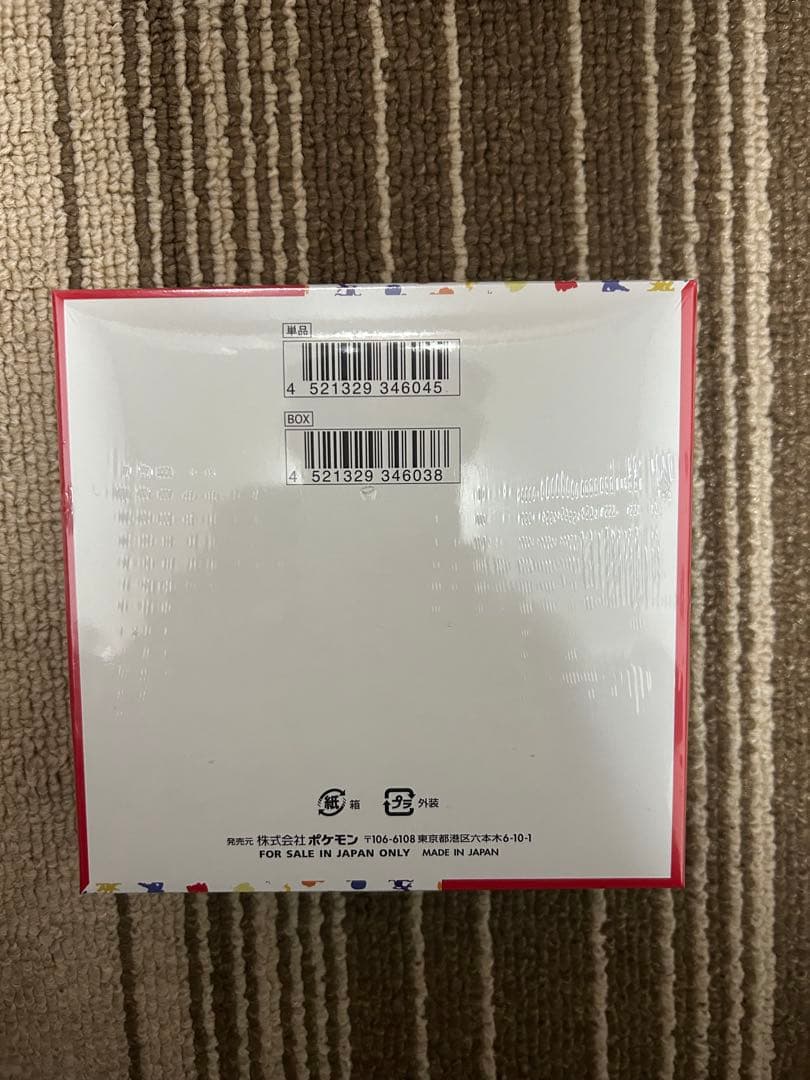 単品
4 521329 346045
BOX
4 521329 346038
紙 箱 プラ 外装
発売元 株式会社 ポケモン 〒106-6108 東京都港区六本木6-10-1
FOR SALE IN JAPAN ONLY MADE IN JAPAN